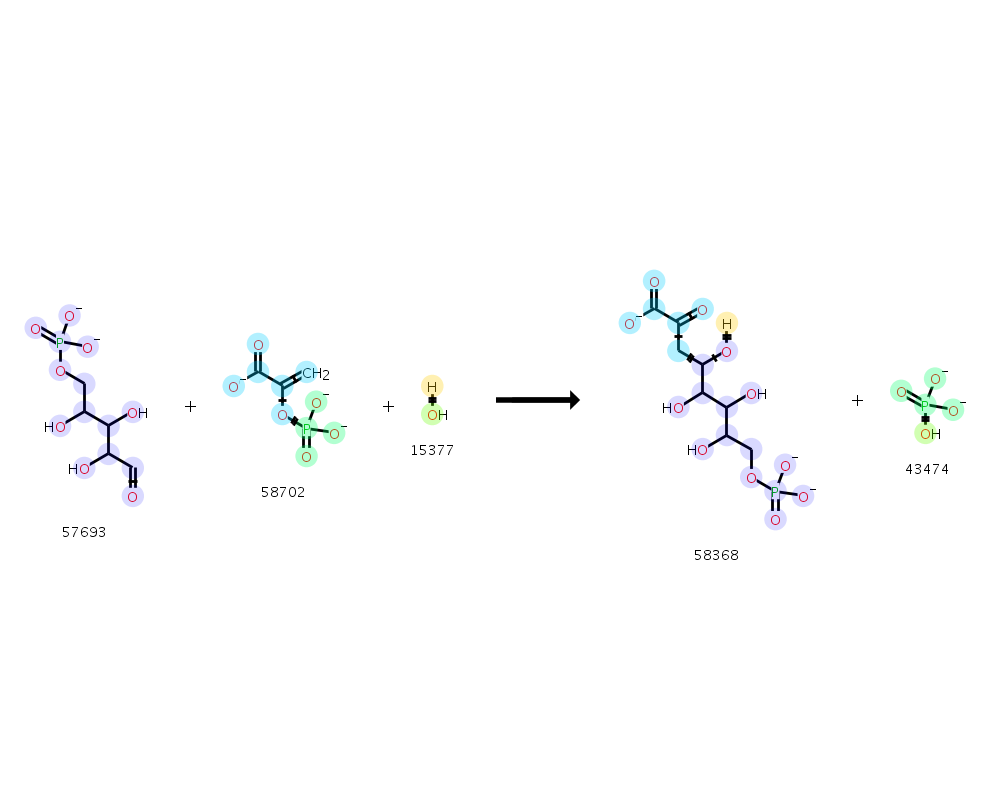 O O⁻
P O⁻
O
HO OH
HO
O
57693
+
O
O⁻ CH2
O O⁻
P O⁻
O
58702
+
H
OH
15377
O
O⁻ O
H
O
HO OH
HO
O O⁻
P O⁻
O
58368
+
O O⁻
P O⁻
OH
43474